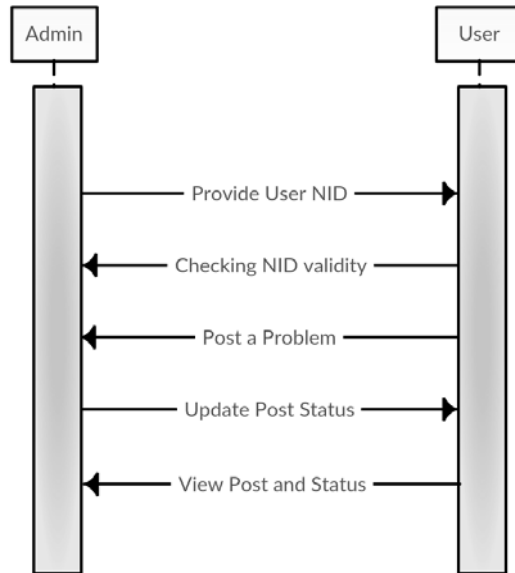 Admin
User
Provide User NID
Checking NID validity
Post a Problem
Update Post Status
View Post and Status